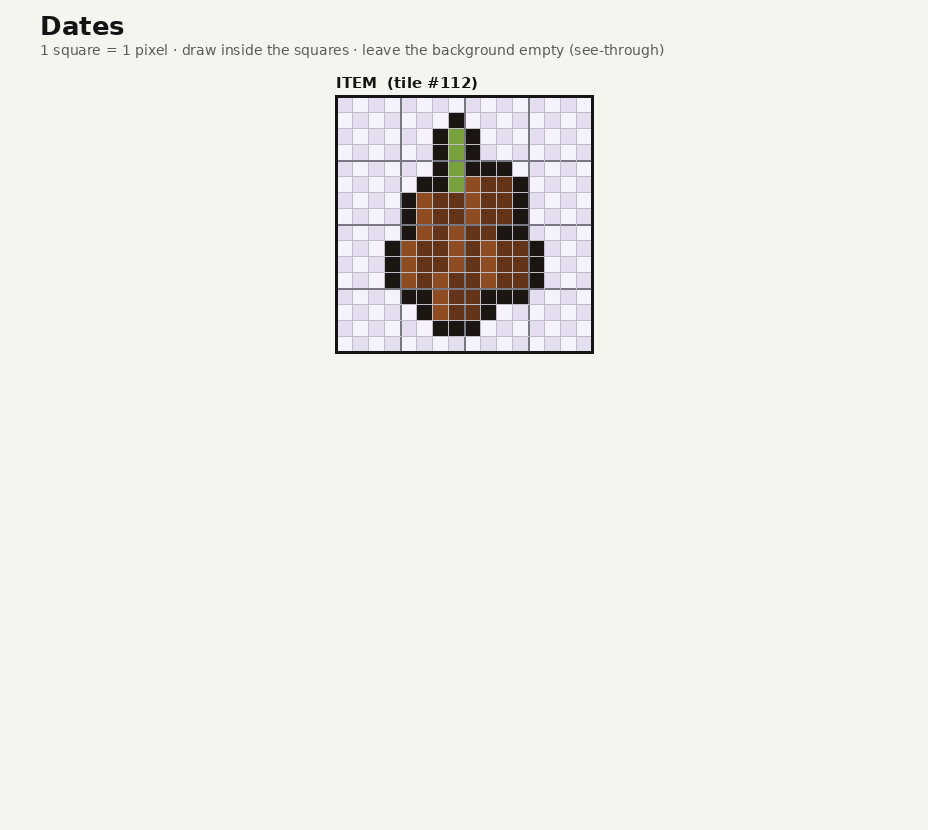 Dates
1 square = 1 pixel · draw inside the squares · leave the background empty (see-through)
ITEM (tile #112)